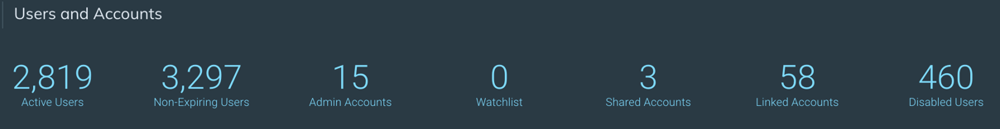 Users and Accounts
2,819 3,297 15 0 3 58 460
Active Users Non-Expiring Users Admin Accounts Watchlist Shared Accounts Linked Accounts Disabled Users